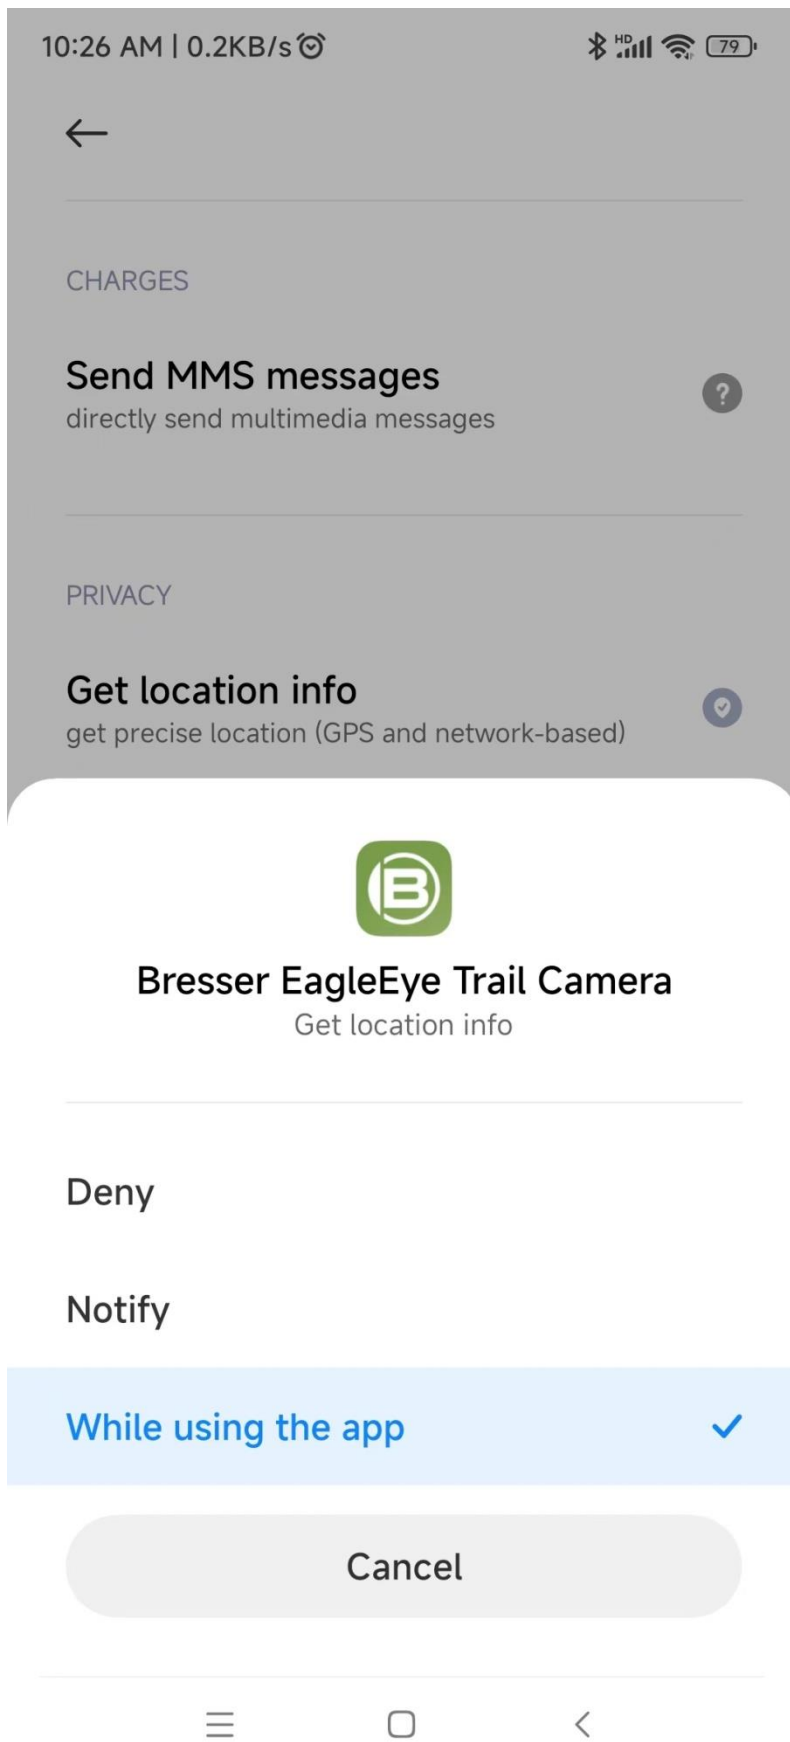 10:26 AM | 0.2KB/s HD 79
CHARGES
Send MMS messages
directly send multimedia messages
?
PRIVACY
Get location info
get precise location (GPS and network-based)
B
Bresser EagleEye Trail Camera
Get location info
Deny
Notify
While using the app
Cancel